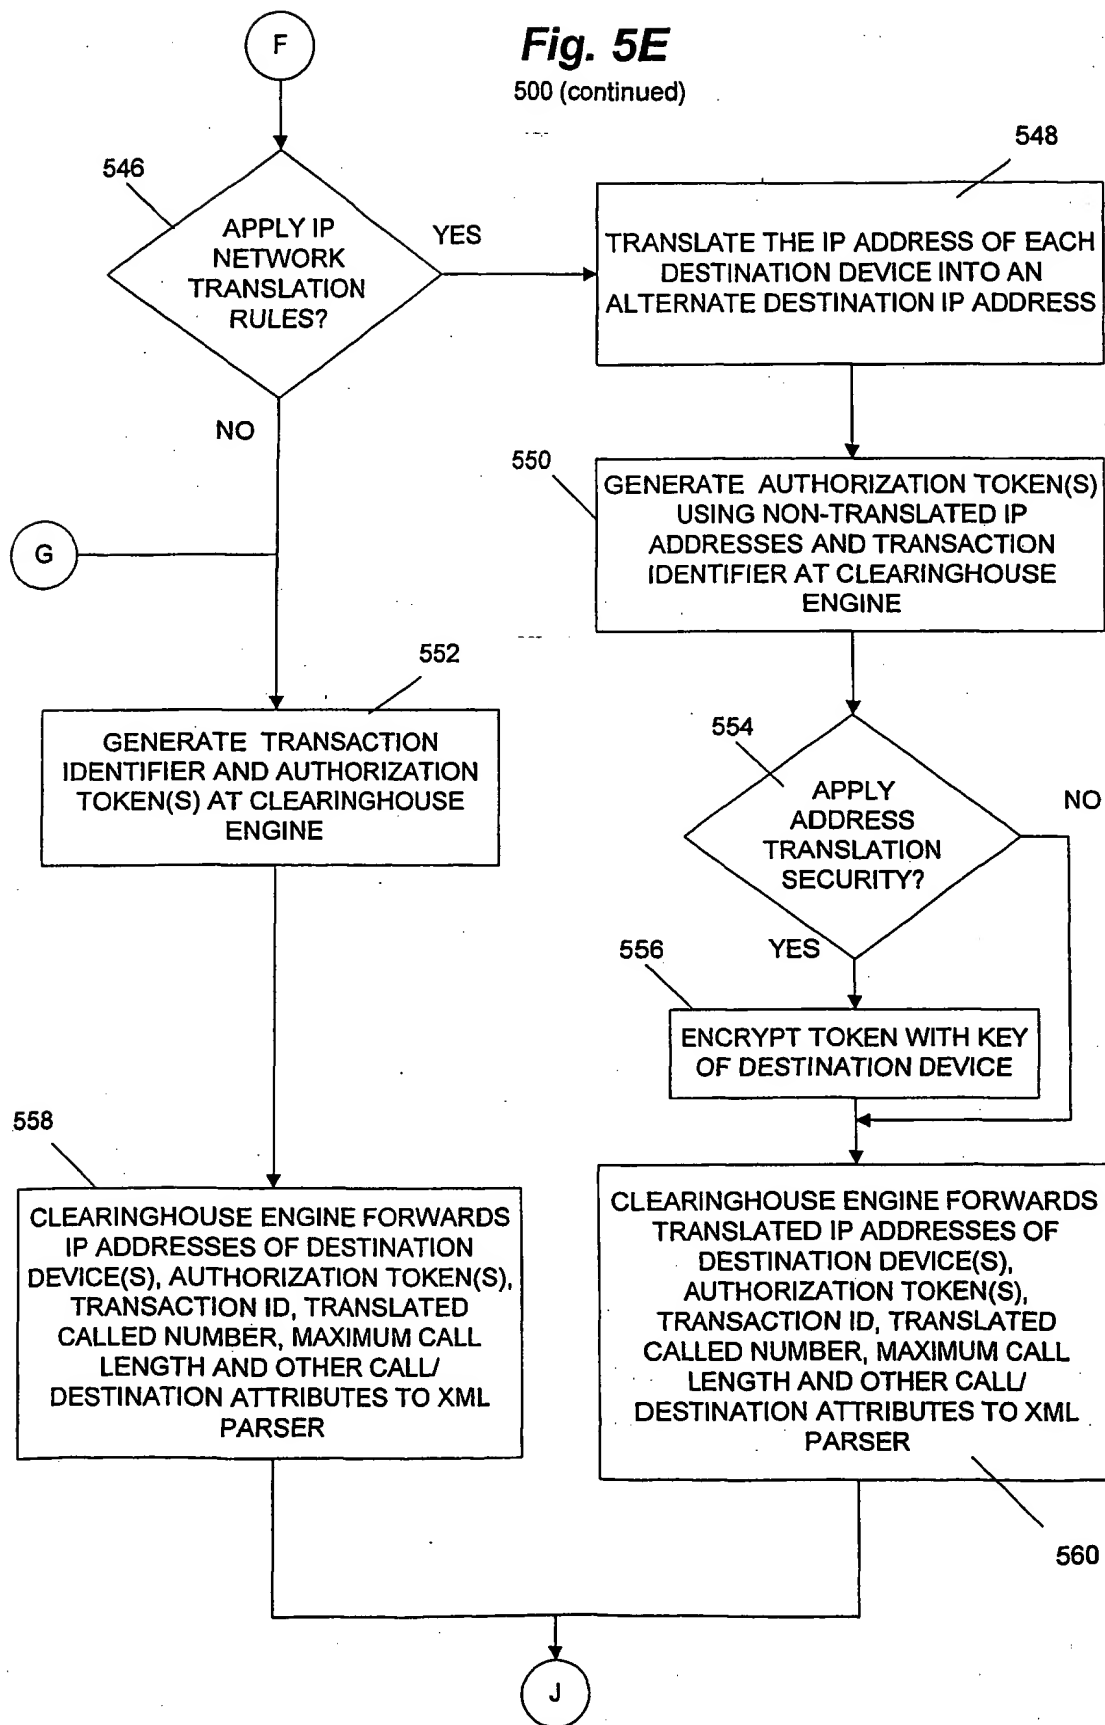 F
Fig. 5E
500 (continued)
546
APPLY IP
NETWORK
TRANSLATION
RULES?
YES
NO
548
TRANSLATE THE IP ADDRESS OF EACH
DESTINATION DEVICE INTO AN
ALTERNATE DESTINATION IP ADDRESS
550
GENERATE AUTHORIZATION TOKEN(S)
USING NON-TRANSLATED IP
ADDRESSES AND TRANSACTION
IDENTIFIER AT CLEARINGHOUSE
ENGINE
G
552
GENERATE TRANSACTION
IDENTIFIER AND AUTHORIZATION
TOKEN(S) AT CLEARINGHOUSE
ENGINE
554
APPLY
ADDRESS
TRANSLATION
SECURITY?
NO
YES
556
ENCRYPT TOKEN WITH KEY
OF DESTINATION DEVICE
558
CLEARINGHOUSE ENGINE FORWARDS
IP ADDRESSES OF DESTINATION
DEVICE(S), AUTHORIZATION TOKEN(S),
TRANSACTION ID, TRANSLATED
CALLED NUMBER, MAXIMUM CALL
LENGTH AND OTHER CALL/
DESTINATION ATTRIBUTES TO XML
PARSER
CLEARINGHOUSE ENGINE FORWARDS
TRANSLATED IP ADDRESSES OF
DESTINATION DEVICE(S),
AUTHORIZATION TOKEN(S),
TRANSACTION ID, TRANSLATED
CALLED NUMBER, MAXIMUM CALL
LENGTH AND OTHER CALL/
DESTINATION ATTRIBUTES TO XML
PARSER
560
J